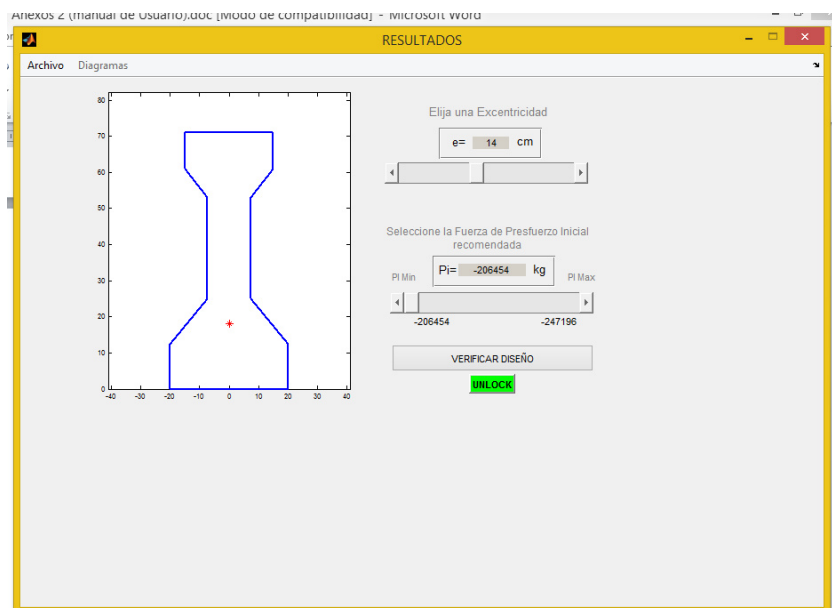 Anexos 2 (manual de Usuario).doc [Modo de compatibilidad] - Microsoft Word
RESULTADOS
Archivo Diagramas
80
70
60
50
40
30
20
10
0
-40 -30 -20 -10 0 10 20 30 40
Elija una Excentricidad
e= 14 cm
Seleccione la Fuerza de Presfuerzo Inicial
recomendada
PI Min Pi= -206454 kg PI Max
-206454 -247196
VERIFICAR DISEÑO
UNLOCK